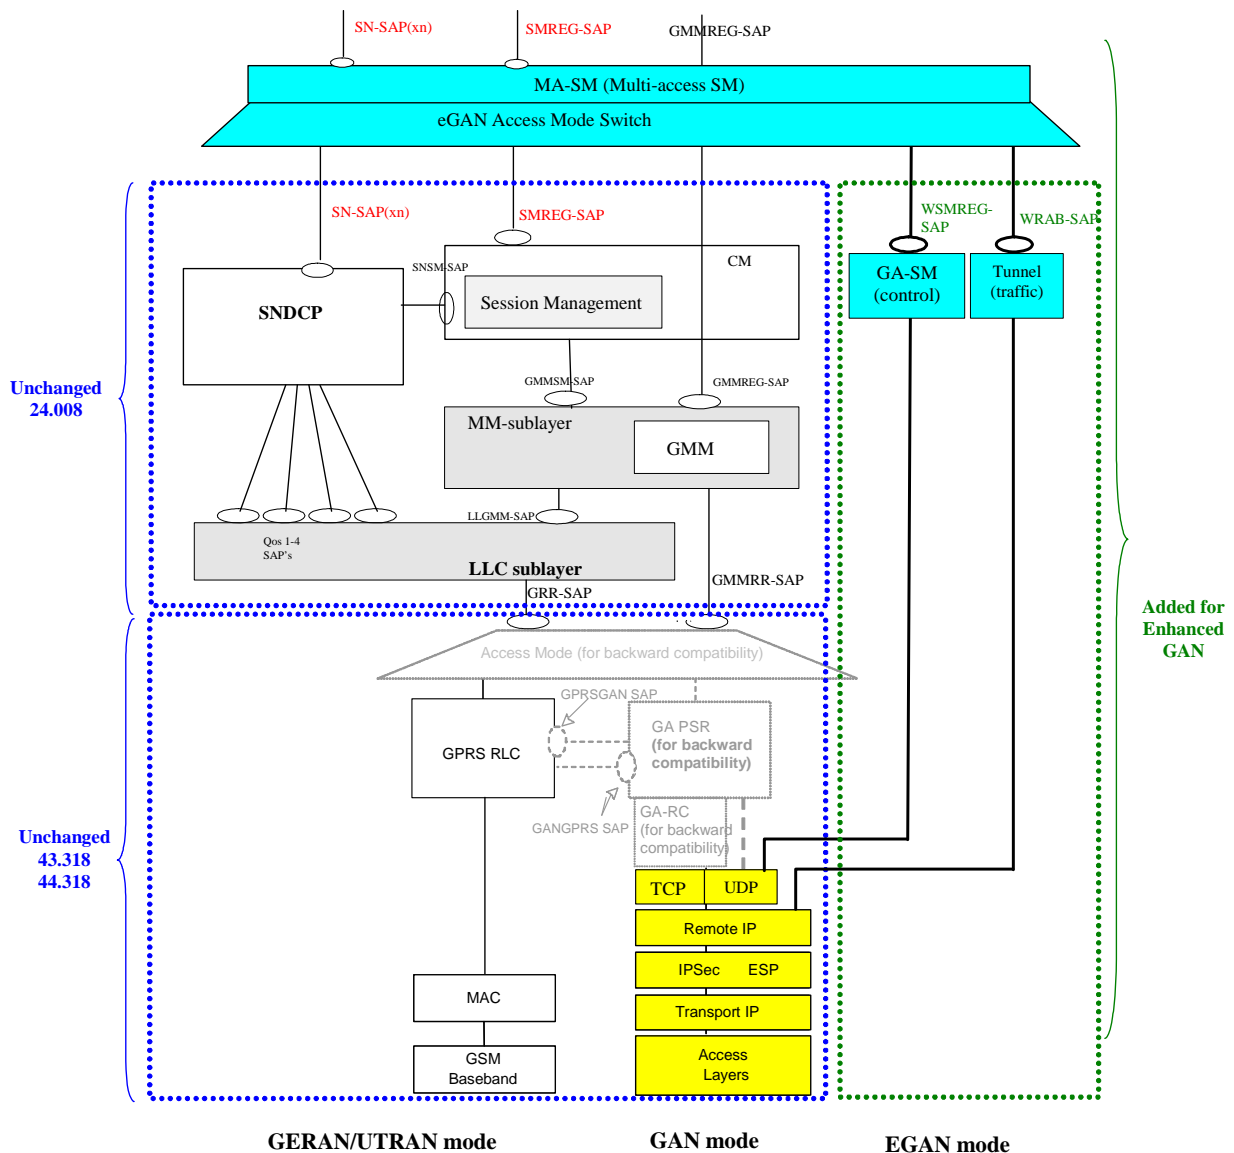 SN-SAP(xn)
SMREG-SAP
GMMREG-SAP
MA-SM (Multi-access SM)
eGAN Access Mode Switch
SN-SAP(xn)
SMREG-SAP
WSMREG-
SAP
WRAB-SAP
SNSM-SAP
CM
GA-SM
(control)
Tunnel
(traffic)
SNDCP
Session Management
Unchanged
24.008
GMMSM-SAP
GMMREG-SAP
MM-sublayer
GMM
LLGMM-SAP
Qos 1-4
SAP's
LLC sublayer
GRR-SAP
GMMRR-SAP
Added for
Enhanced
GAN
Access Mode (for backward compatibility)
GPRSGAN SAP
GPRS RLC
GA PSR
(for backward
compatibility)
GANGPRS SAP
GA-RC
(for backward
compatibility)
Unchanged
43.318
44.318
TCP
UDP
Remote IP
IPSec ESP
MAC
Transport IP
GSM
Baseband
Access
Layers
GERAN/UTRAN mode
GAN mode
EGAN mode